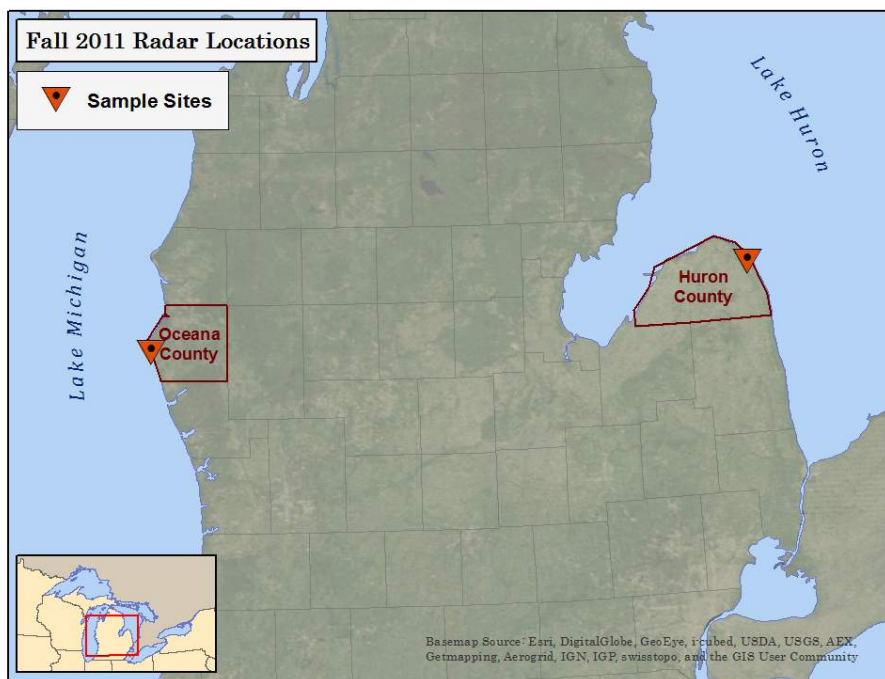 Fall 2011 Radar Locations
Sample Sites
Lake Huron
Lake Michigan
Huron
County
Oceana
County
Basemap Source: Esri, DigitalGlobe, GeoEye, i-cubed, USDA, USGS, AEX,
Getmapping, Aerogrid, IGN, IGP, swisstopo, and the GIS User Community